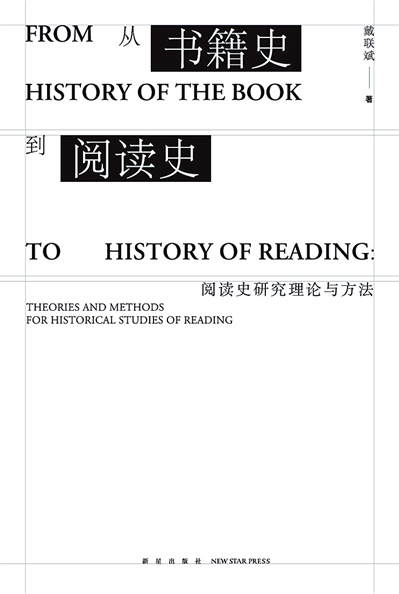 FROM 从 书籍史
戴联斌 著
HISTORY OF THE BOOK
到 阅读史
TO HISTORY OF READING:
阅读史研究理论与方法
THEORIES AND METHODS
FOR HISTORICAL STUDIES OF READING
新星出版社 NEW STAR PRESS